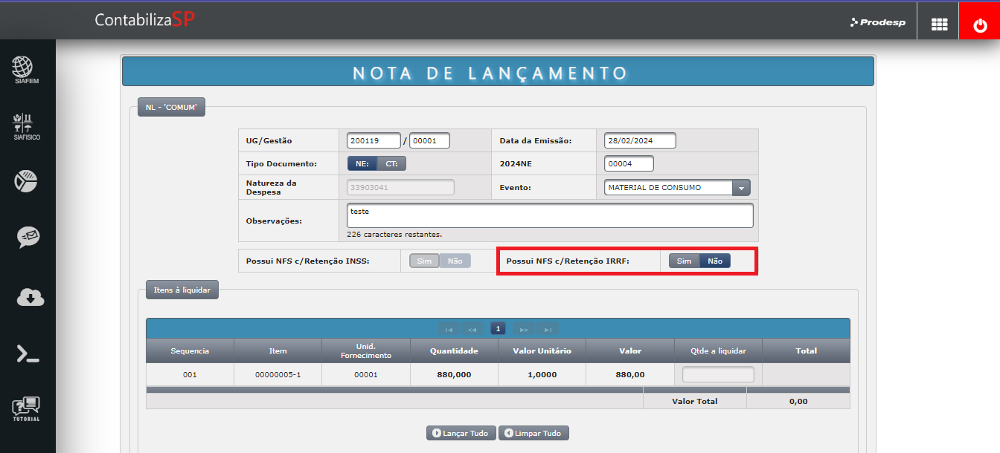 ContabilizaSP
Prodesp
SIAFEM
SIAFISICO
TUTORIAL
NOTA DE LANÇAMENTO
NL - 'COMUM'
UG/Gestão 200119 / 00001 Data da Emissão: 28/02/2024
Tipo Documento: NE: CT: 2024NE 00004
Natureza da
Despesa 33903041 Evento: MATERIAL DE CONSUMO
Observações: teste
226 caracteres restantes.
Possui NFS c/Retenção INSS: Sim Não Possui NFS c/Retenção IRRF: Sim Não
Itens à liquidar
1
Sequencia Item Unid. Fornecimento Quantidade Valor Unitário Valor Qtde a liquidar Total
001 00000005-1 00001 880,000 1,0000 880,00
Valor Total 0,00
Lançar Tudo Limpar Tudo